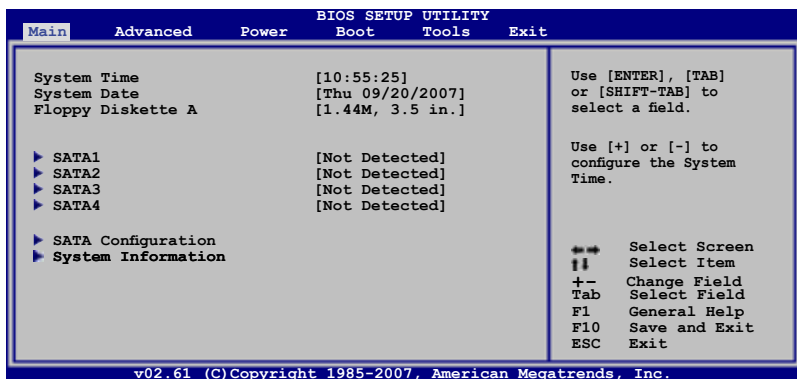 BIOS SETUP UTILITY
Main Advanced Power Boot Tools Exit
System Time [10:55:25]
System Date [Thu 09/20/2007]
Floppy Diskette A [1.44M, 3.5 in.]
SATA1 [Not Detected]
SATA2 [Not Detected]
SATA3 [Not Detected]
SATA4 [Not Detected]
SATA Configuration
System Information
Use [ENTER], [TAB]
or [SHIFT-TAB] to
select a field.
Use [+] or [-] to
configure the System
Time.
Select Screen
Select Item
+- Change Field
Tab Select Field
F1 General Help
F10 Save and Exit
ESC Exit
v02.61 (C)Copyright 1985-2007, American Megatrends, Inc.